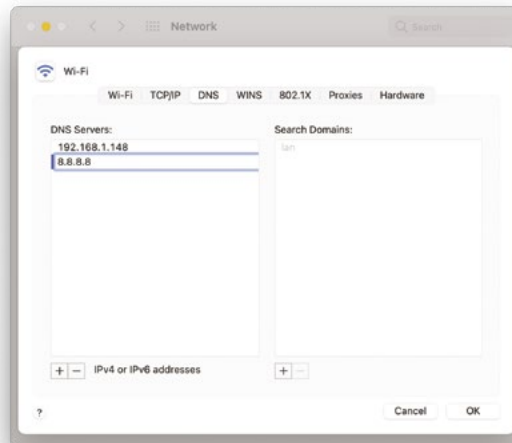 Network
Search
Wi-Fi
Wi-Fi TCP/IP DNS WINS 802.1X Proxies Hardware
DNS Servers:
192.168.1.148
8.8.8.8
Search Domains:
lan
+ − IPv4 or IPv6 addresses
+ −
? Cancel OK